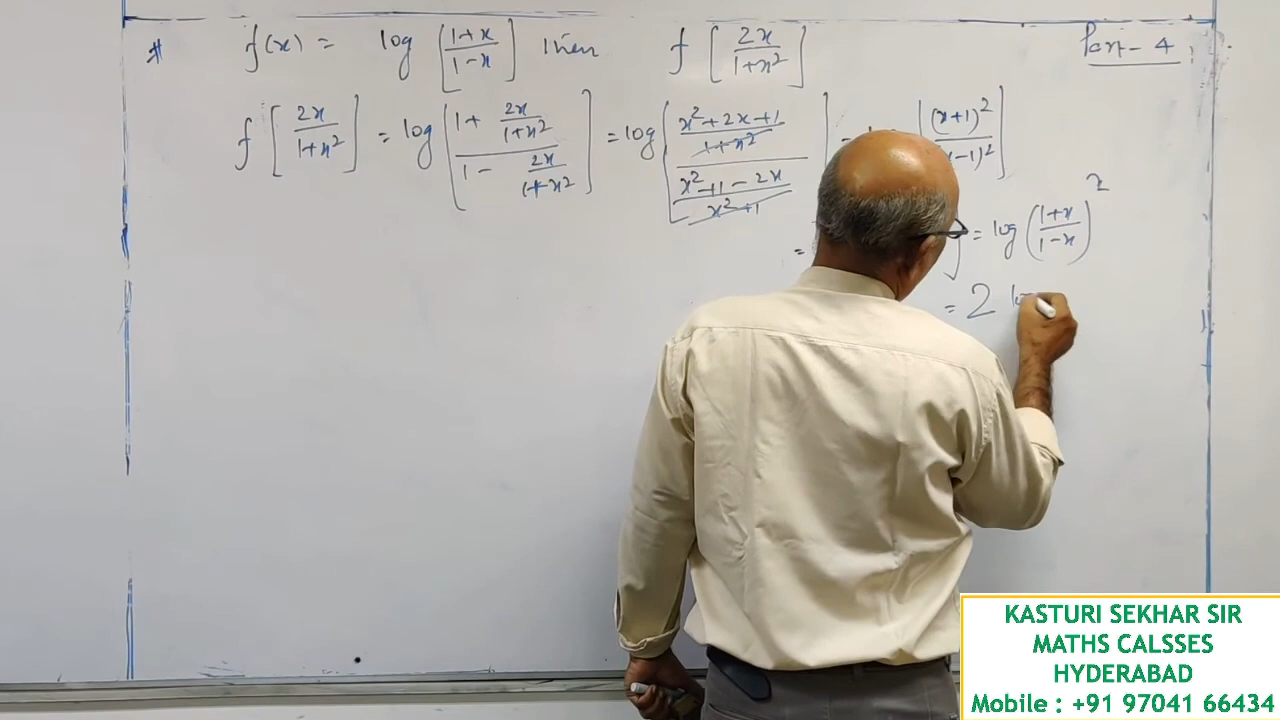 # f(x) = log [(1+x)/(1-x)] then f [2x/(1+x²)] Part-4
f [2x/(1+x²)] = log [(1 + 2x/(1+x²))/(1 - 2x/(1+x²))] = log [((x²+2x+1)/(1+x²))/((x²+1-2x)/(x²+1))] = [(x+1)²/(-1)²]
= = log ((1+x)/(1-x))²
= 2
KASTURI SEKHAR SIR
MATHS CALSSES
HYDERABAD
Mobile : +91 97041 66434